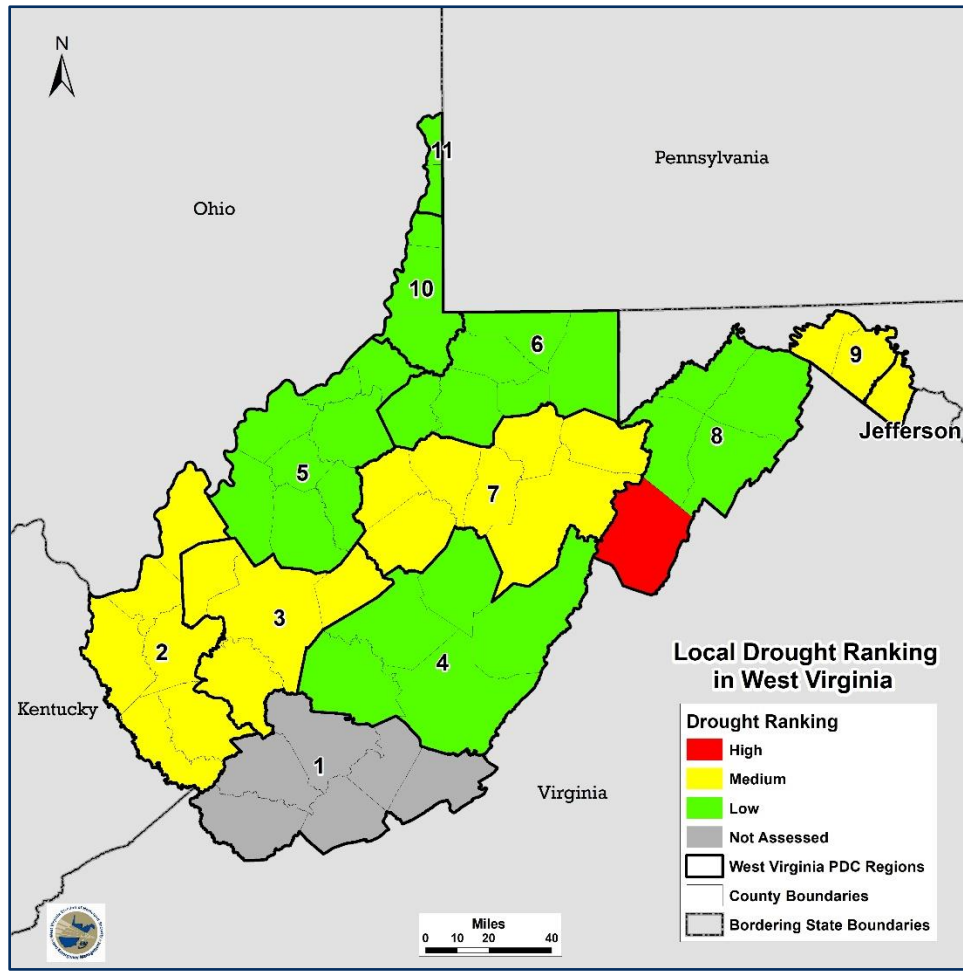 N
Pennsylvania
Ohio
11
10
6
9
Jefferson
8
5
7
3
2
4
Kentucky
1
Virginia
Local Drought Ranking
in West Virginia
Drought Ranking
High
Medium
Low
Not Assessed
West Virginia PDC Regions
County Boundaries
Bordering State Boundaries
Miles
0 10 20 40